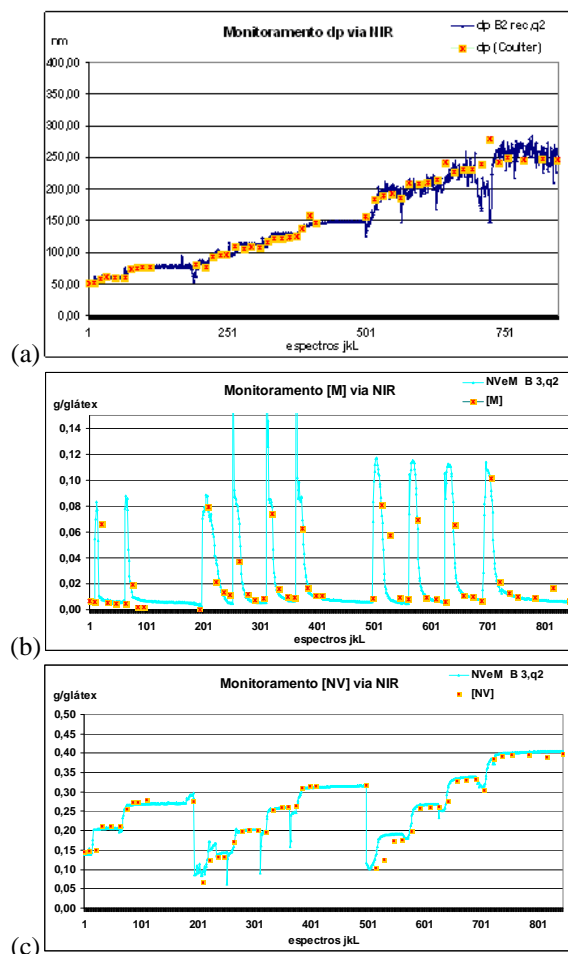 Monitoramento dp via NIR
dp B2 rec,q2
dp (Coulter)
nm
400,00
350,00
300,00
250,00
200,00
150,00
100,00
50,00
0,00
1 251 501 751
espectros jkL
(a)
Monitoramento [M] via NIR
NVeM B 3,q2
[M]
g/glátex
0,14
0,12
0,10
0,08
0,06
0,04
0,02
0,00
1 101 201 301 401 501 601 701 801
espectros jkL
(b)
Monitoramento [NV] via NIR
NVeM B 3,q2
[NV]
g/glátex
0,50
0,45
0,40
0,35
0,30
0,25
0,20
0,15
0,10
0,05
0,00
1 101 201 301 401 501 601 701 801
espectros jkL
(c)